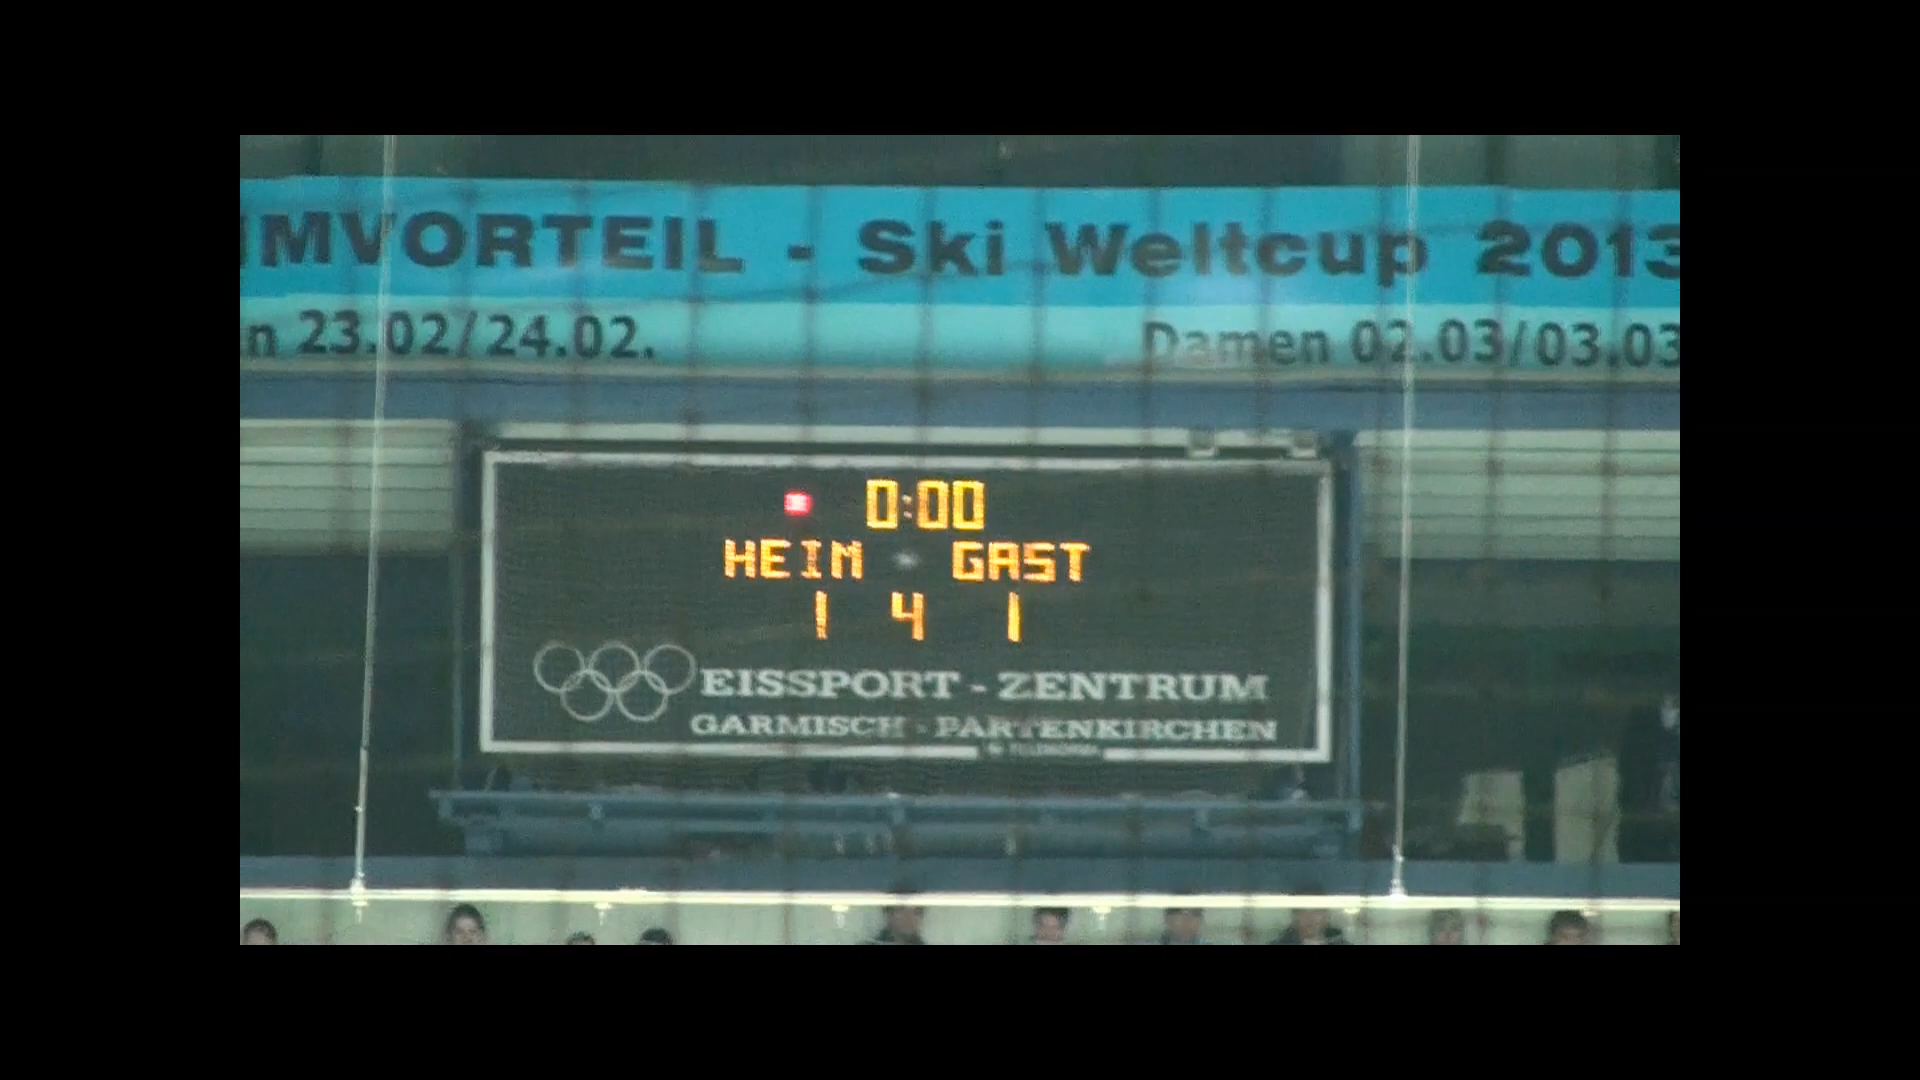 IMVORTEIL - Ski Weltcup 2013
n 23.02/24.02. Damen 02.03/03.03
0:00
HEIM GAST
1 4 1
EISSPORT - ZENTRUM
GARMISCH - PARTENKIRCHEN